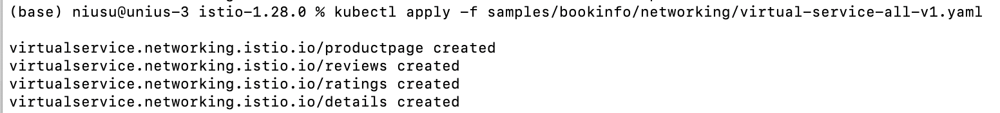 (base) niusu@unius-3 istio-1.28.0 % kubectl apply -f samples/bookinfo/networking/virtual-service-all-v1.yaml
virtualservice.networking.istio.io/productpage created
virtualservice.networking.istio.io/reviews created
virtualservice.networking.istio.io/ratings created
virtualservice.networking.istio.io/details created